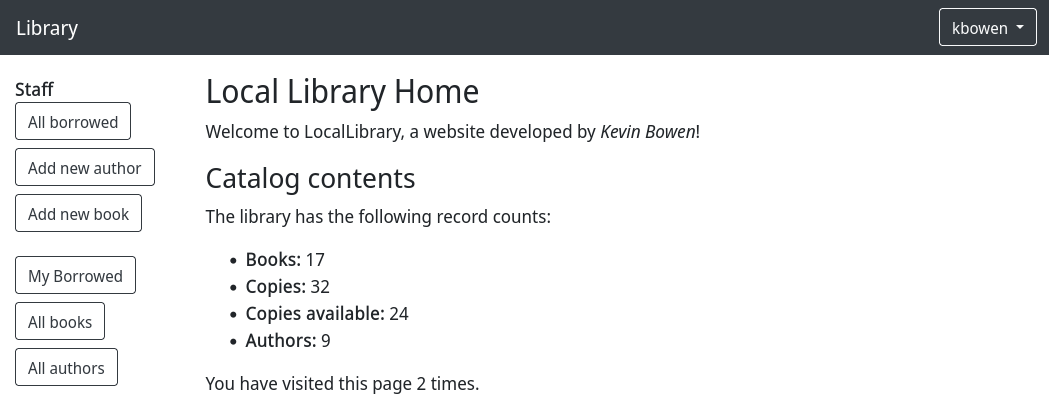 Library
kbowen
Staff
All borrowed
Add new author
Add new book
My Borrowed
All books
All authors
Local Library Home
Welcome to LocalLibrary, a website developed by Kevin Bowen!
Catalog contents
The library has the following record counts:
• Books: 17
• Copies: 32
• Copies available: 24
• Authors: 9
You have visited this page 2 times.